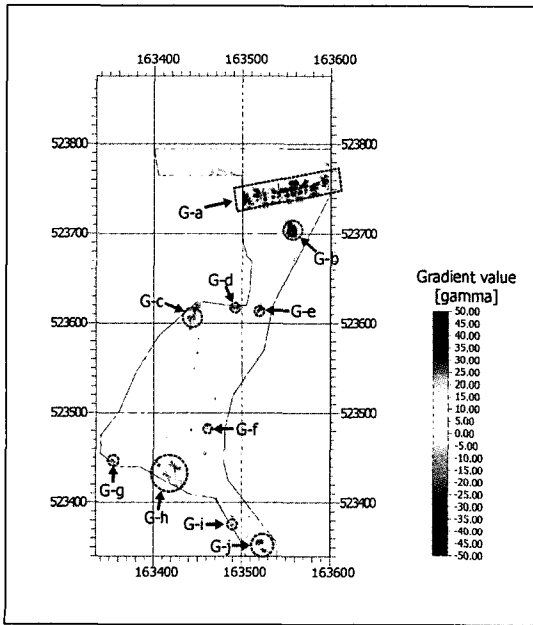 163400 163500 163600
523800 523800
G-a
523700 523700
G-b
G-d
G-c G-e
523600 523600
Gradient value
[gamma]
50.00
45.00
40.00
35.00
30.00
25.00
20.00
15.00
10.00
5.00
0.00
-5.00
-10.00
-15.00
-20.00
-25.00
-30.00
-35.00
-40.00
-45.00
-50.00
523500 523500
G-f
G-g
G-h
523400 523400
G-i
G-j
163400 163500 163600